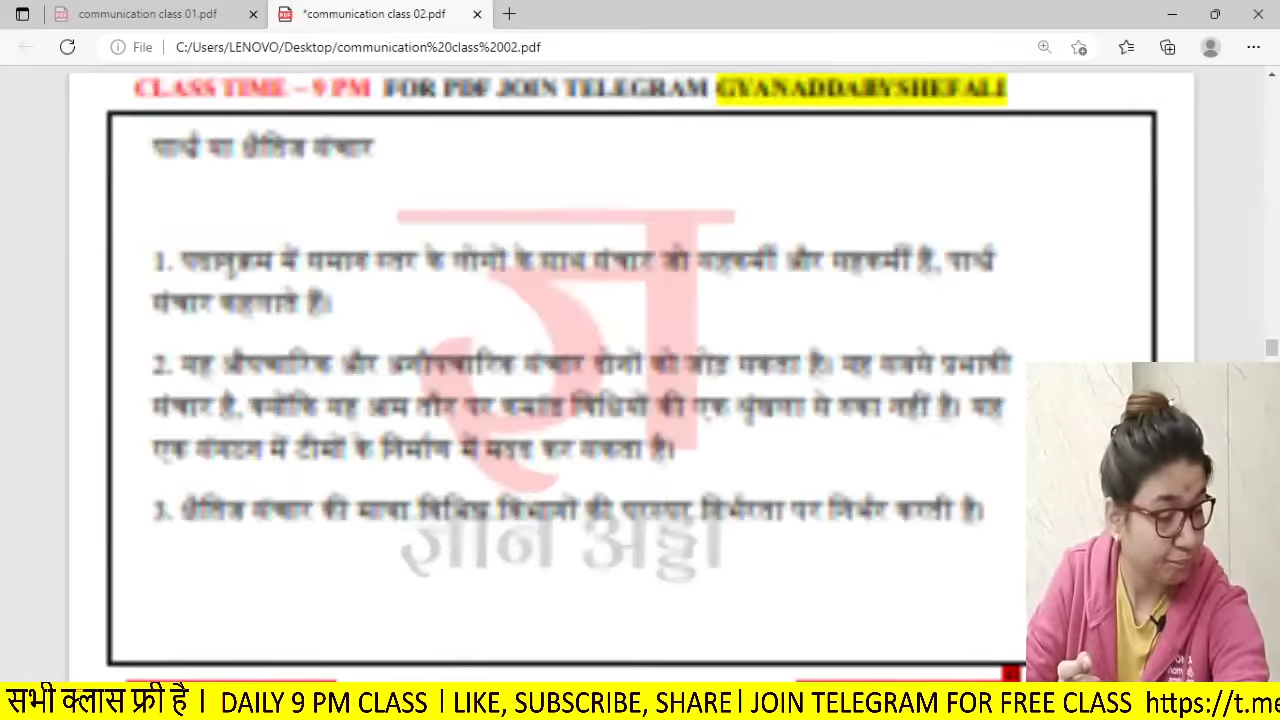 communication class 01.pdf
*communication class 02.pdf
File
C:/Users/LENOVO/Desktop/communication%20class%2002.pdf
CLASS TIME – 9 PM FOR PDF JOIN TELEGRAM GYANADDABYSHEFALI
पार्श्व या क्षैतिज संचार
1. पदानुक्रम में समान स्तर के लोगों के साथ संचार जो सहकर्मी और सहकर्मी है, पार्श्व
संचार कहलाते है।
2. यह औपचारिक और अनौपचारिक संचार दोनों को जोड़ सकता है। यह सबसे प्रभावी
संचार है, क्योंकि यह आम तौर पर कमांड विधियों की एक श्रृंखला से रुका नहीं है। यह
एक संगठन में टीमों के निर्माण में मदद कर सकता है।
3. क्षैतिज संचार की मात्रा विभिन्न विभागों की परस्पर निर्भरता पर निर्भर करती है।
ज्ञ
ज्ञान अड्डा
सभी क्लास फ्री है । DAILY 9 PM CLASS । LIKE, SUBSCRIBE, SHARE। JOIN TELEGRAM FOR FREE CLASS https://t.me